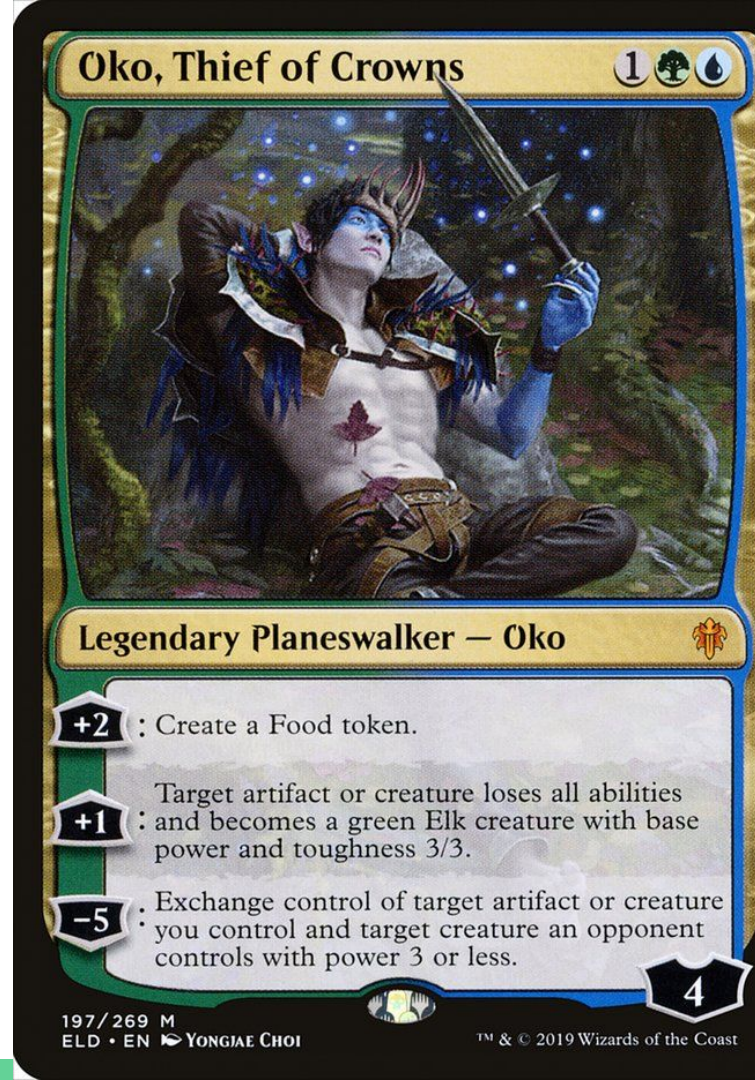 Oko, Thief of Crowns 1
Legendary Planeswalker — Oko
+2 : Create a Food token.
Target artifact or creature loses all abilities
+1 : and becomes a green Elk creature with base
power and toughness 3/3.
−5 : Exchange control of target artifact or creature
you control and target creature an opponent
controls with power 3 or less.
4
197/269 M
ELD • EN Yongjae Choi
™ & © 2019 Wizards of the Coast